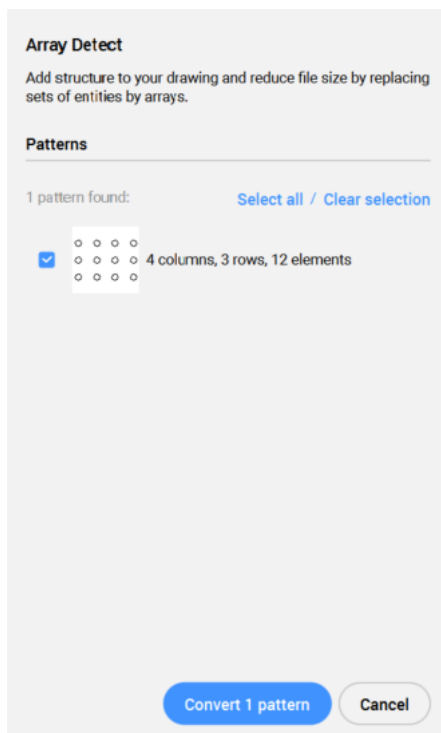 Array Detect
Add structure to your drawing and reduce file size by replacing
sets of entities by arrays.
Patterns
1 pattern found: Select all / Clear selection
4 columns, 3 rows, 12 elements
Convert 1 pattern Cancel